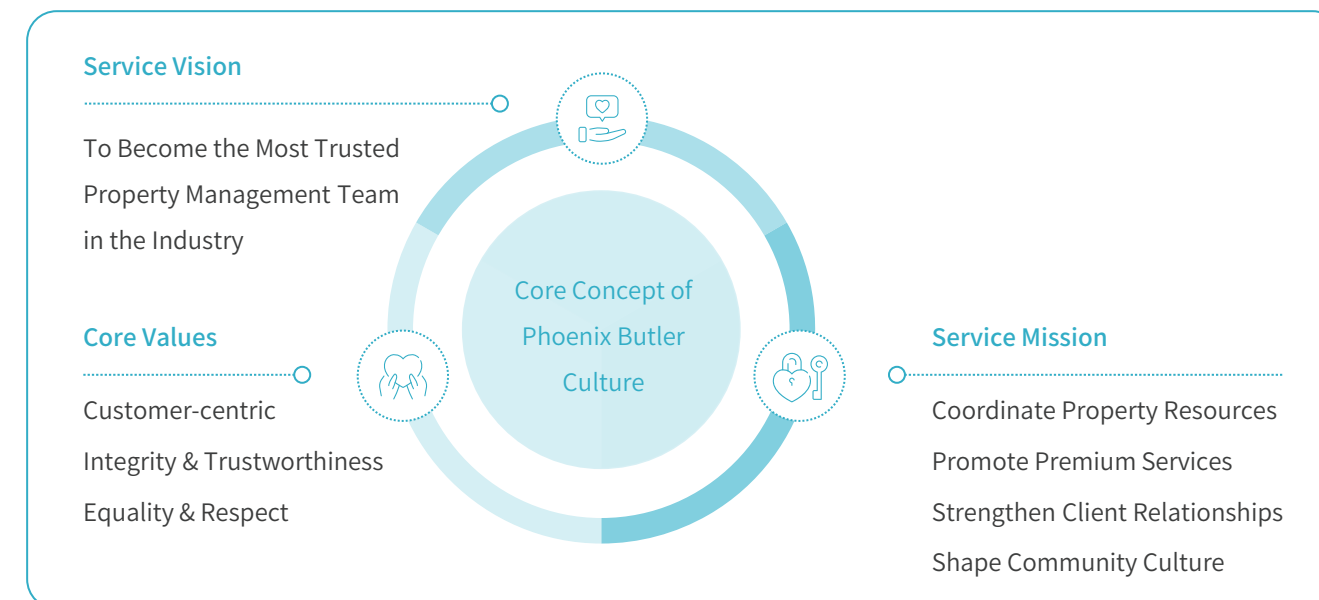 Service Vision
To Become the Most Trusted
Property Management Team
in the Industry
Core Concept of
Phoenix Butler
Culture
Core Values
Customer-centric
Integrity & Trustworthiness
Equality & Respect
Service Mission
Coordinate Property Resources
Promote Premium Services
Strengthen Client Relationships
Shape Community Culture